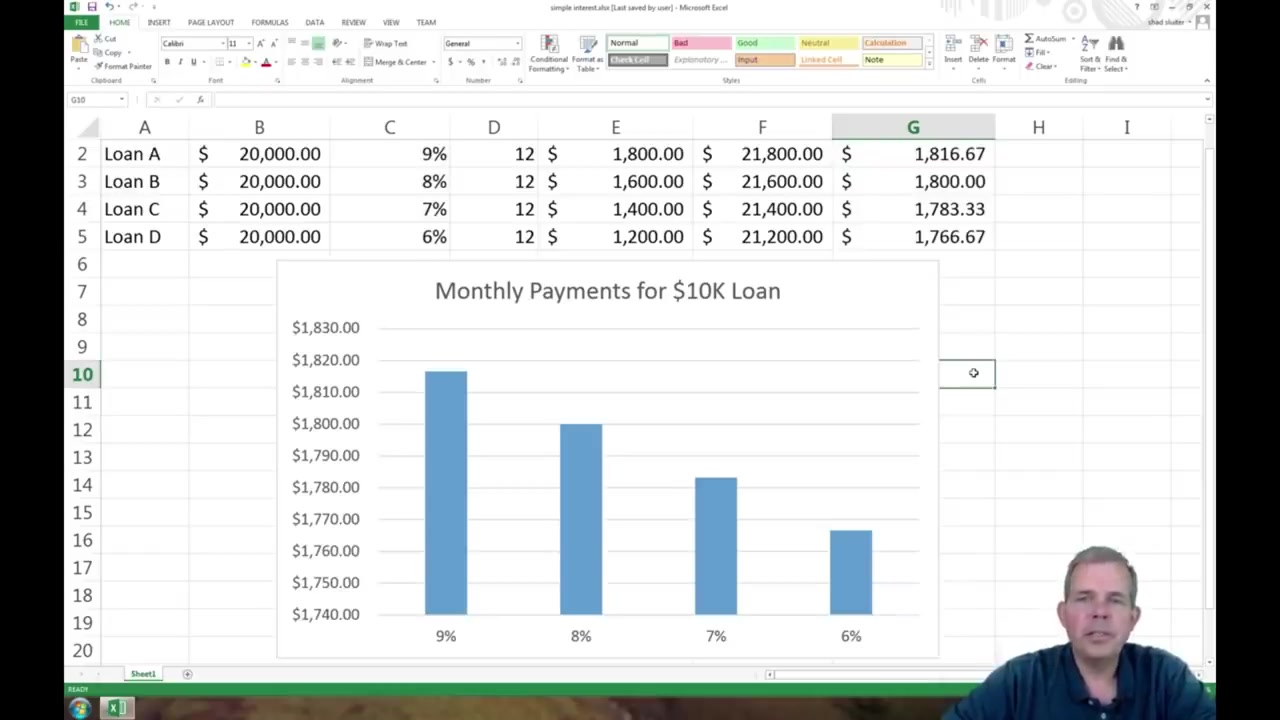 simple interest.xlsx [Last saved by user] - Microsoft Excel
FILE HOME INSERT PAGE LAYOUT FORMULAS DATA REVIEW VIEW TEAM
shad sluiter
Paste
Cut
Copy
Format Painter
Clipboard
Calibri 11
B I U
Font
Wrap Text
Merge & Center
Alignment
General
$ % ,
Number
Conditional Formatting
Format as Table
Normal Bad Good Neutral Calculation
Check Cell Explanatory ... Input Linked Cell Note
Styles
Insert Delete Format
Cells
AutoSum
Fill
Clear
Sort & Filter
Find & Select
Editing
G10
fx
A B C D E F G H I
2 Loan A $ 20,000.00 9% 12 $ 1,800.00 $ 21,800.00 $ 1,816.67
3 Loan B $ 20,000.00 8% 12 $ 1,600.00 $ 21,600.00 $ 1,800.00
4 Loan C $ 20,000.00 7% 12 $ 1,400.00 $ 21,400.00 $ 1,783.33
5 Loan D $ 20,000.00 6% 12 $ 1,200.00 $ 21,200.00 $ 1,766.67
6
7
8
9
10
11
12
13
14
15
16
17
18
19
20
Monthly Payments for $10K Loan
$1,830.00
$1,820.00
$1,810.00
$1,800.00
$1,790.00
$1,780.00
$1,770.00
$1,760.00
$1,750.00
$1,740.00
9% 8% 7% 6%
Sheet1
READY